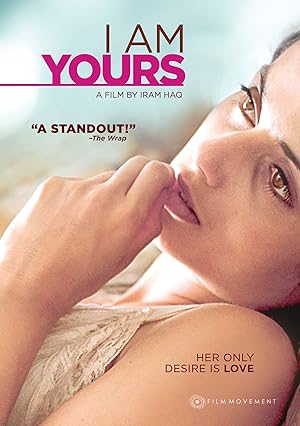 I AM
YOURS
A FILM BY IRAM HAQ
“A STANDOUT!”
-The Wrap
HER ONLY
DESIRE IS LOVE
FILM MOVEMENT